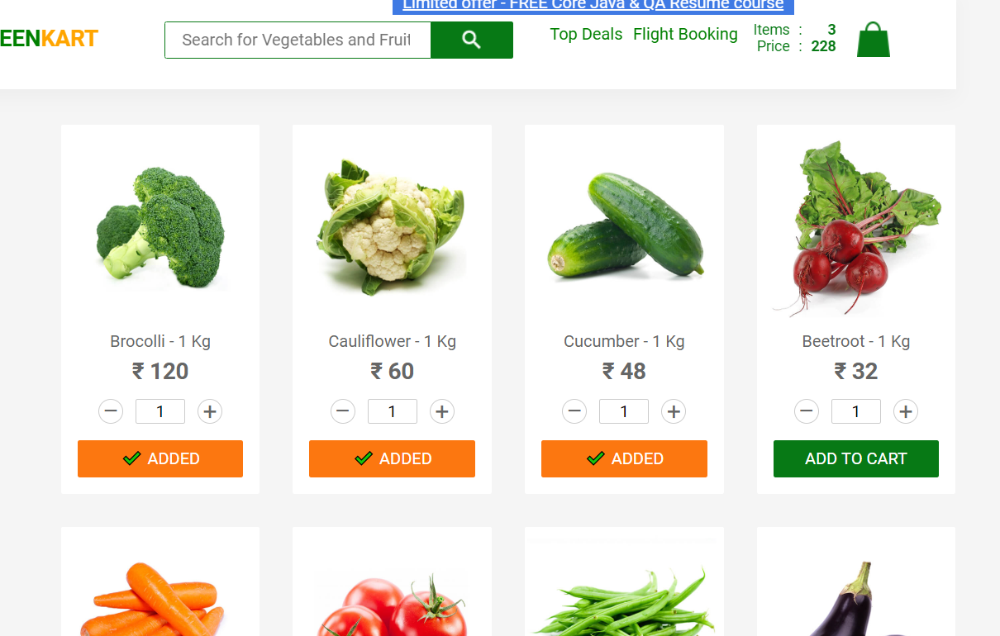 Limited offer - FREE Core Java & QA Resume course
EENKART
Search for Vegetables and Fruit
Top Deals Flight Booking
Items : 3
Price : 228
Brocolli - 1 Kg
₹ 120
− 1 +
ADDED
Cauliflower - 1 Kg
₹ 60
− 1 +
ADDED
Cucumber - 1 Kg
₹ 48
− 1 +
ADDED
Beetroot - 1 Kg
₹ 32
− 1 +
ADD TO CART